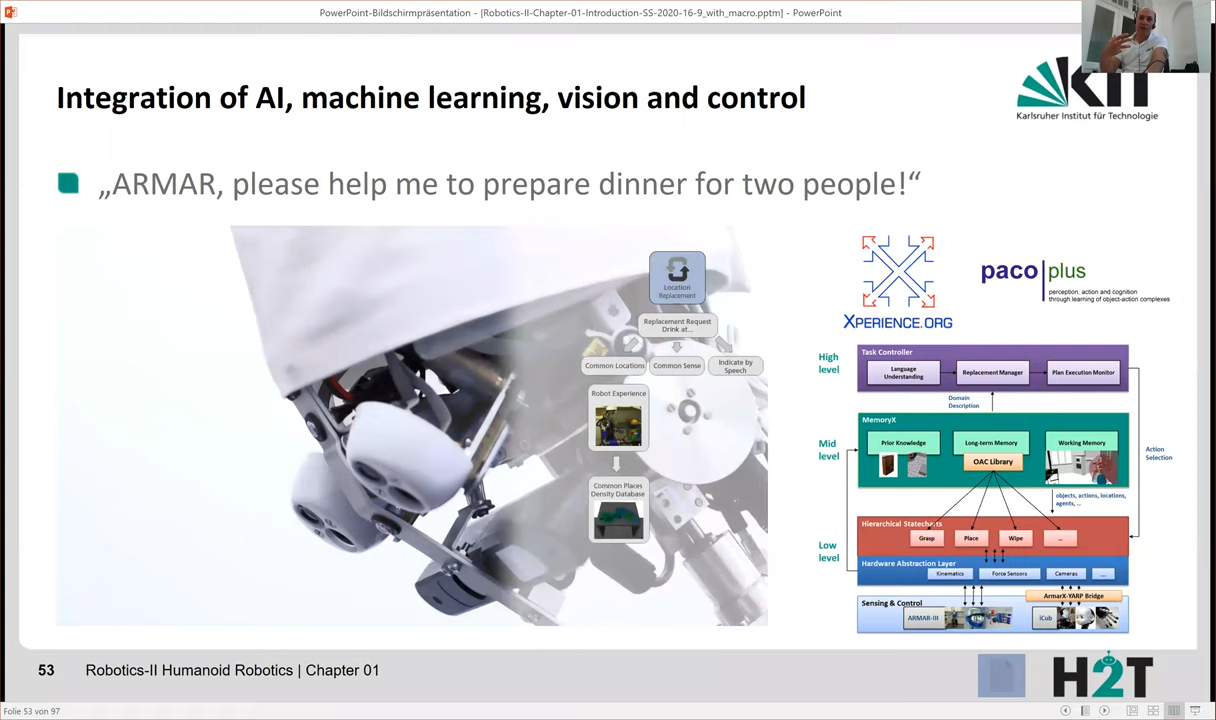 PowerPoint-Bildschirmpräsentation - [Robotics-II-Chapter-01-Introduction-SS-2020-16-9_with_macro.pptm] - PowerPoint
KIT
Karlsruher Institut für Technologie
Integration of AI, machine learning, vision and control
„ARMAR, please help me to prepare dinner for two people!“
Location
Replacement
Replacement Request
Drink at...
Common Locations
Common Sense
Indicate by
Speech
Robot Experience
Common Places
Density Database
XPERIENCE.ORG
paco plus
perception, action and cognition
through learning of object-action complexes
High
level
Task Controller
Language
Understanding
Replacement Manager
Plan Execution Monitor
Domain
Description
Mid
level
MemoryX
Prior Knowledge
Long-term Memory
Working Memory
OAC Library
Action
Selection
objects, actions, locations,
agents, ...
Low
level
Hierarchical Statecharts
Grasp
Place
Wipe
...
Hardware Abstraction Layer
Kinematics
Force Sensors
Cameras
...
ArmarX-YARP Bridge
Sensing & Control
ARMAR-III
iCub
53
Robotics-II Humanoid Robotics | Chapter 01
H2T
Folie 53 von 97